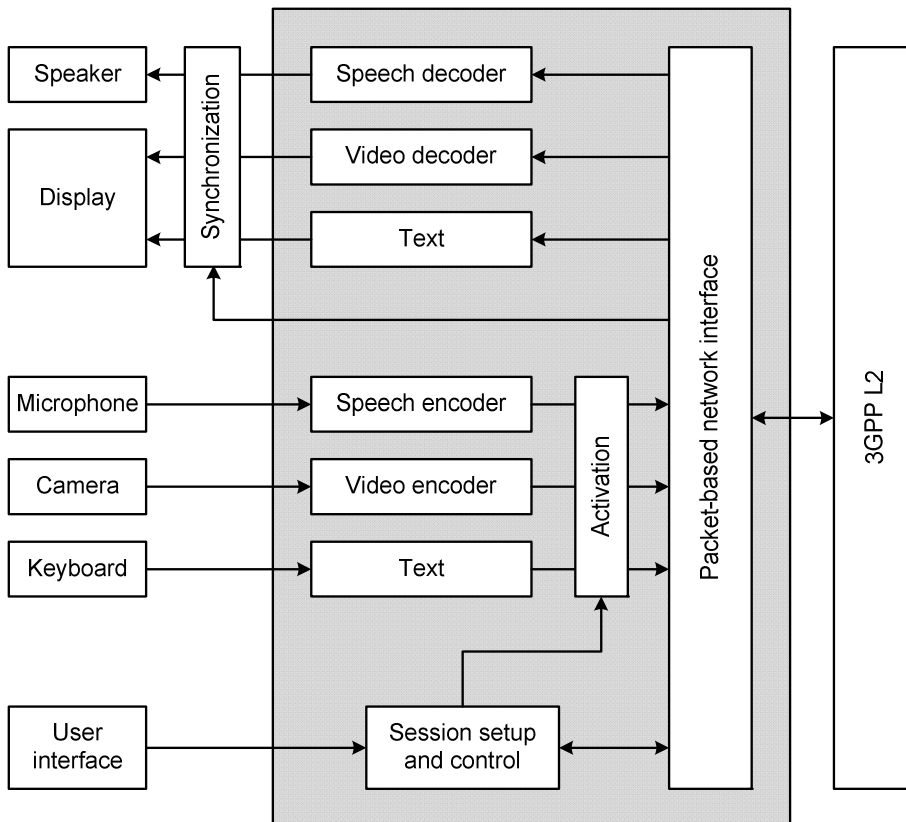 Speaker
Display
Synchronization
Speech decoder
Video decoder
Text
Microphone
Camera
Keyboard
Speech encoder
Video encoder
Text
Activation
User
interface
Session setup
and control
Packet-based network interface
3GPP L2